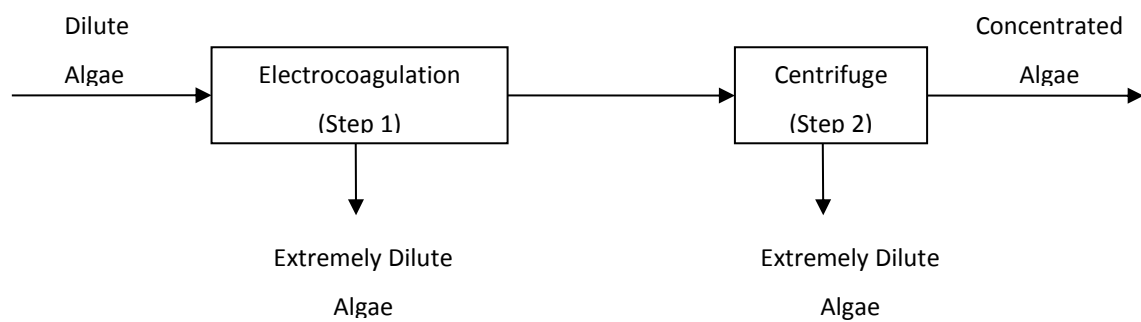 Dilute
Algae
Electrocoagulation
(Step 1)
Centrifuge
(Step 2)
Concentrated
Algae
Extremely Dilute
Algae
Extremely Dilute
Algae